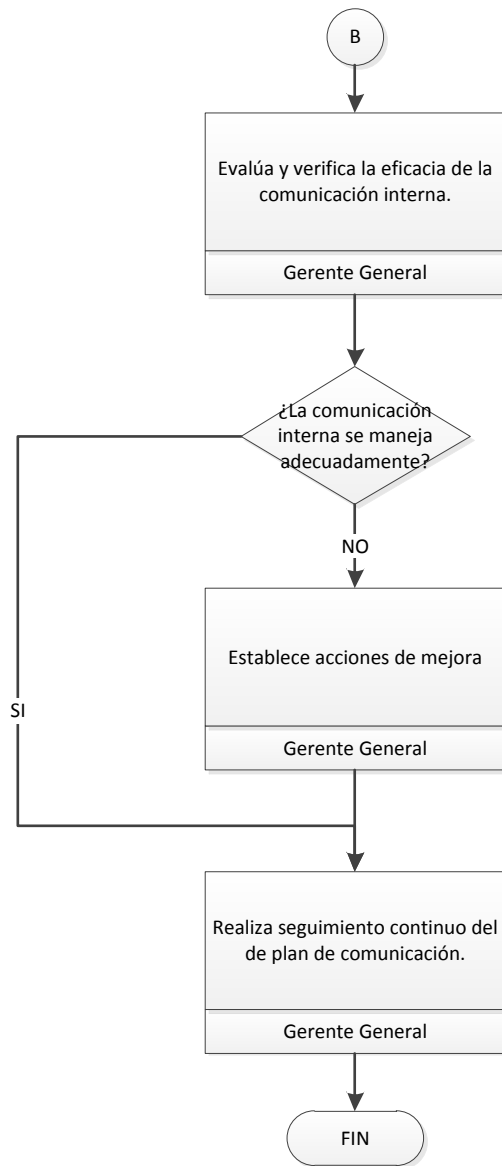 B
Evalúa y verifica la eficacia de la
comunicación interna.
Gerente General
¿La comunicación
interna se maneja
adecuadamente?
NO
Establece acciones de mejora
SI
Gerente General
Realiza seguimiento continuo del
de plan de comunicación.
Gerente General
FIN